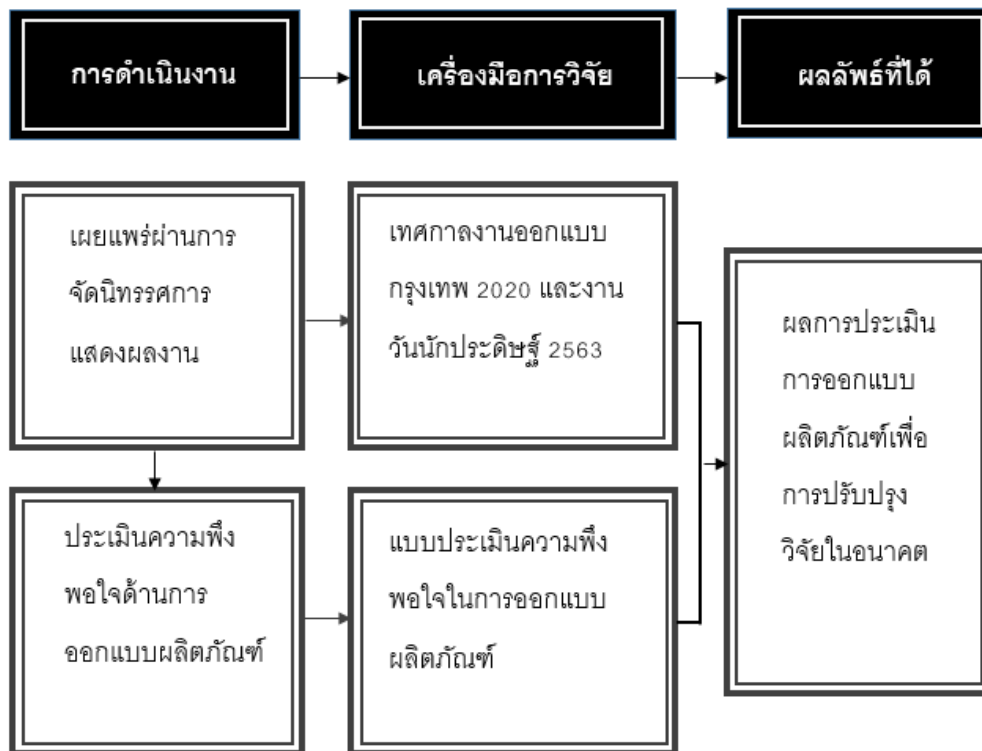 การดำเนินงาน
เครื่องมือการวิจัย
ผลลัพธ์ที่ได้
เผยแพร่ผ่านการ
จัดนิทรรศการ
แสดงผลงาน
เทศกาลงานออกแบบ
กรุงเทพ 2020 และงาน
วันนักประดิษฐ์ 2563
ประเมินความพึง
พอใจด้านการ
ออกแบบผลิตภัณฑ์
แบบประเมินความพึง
พอใจในการออกแบบ
ผลิตภัณฑ์
ผลการประเมิน
การออกแบบ
ผลิตภัณฑ์เพื่อ
การปรับปรุง
วิจัยในอนาคต